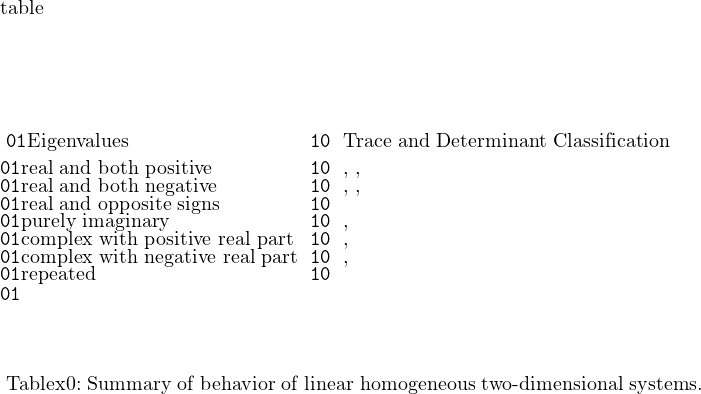 table
01Eigenvalues 10 Trace and Determinant Classification
01real and both positive 10 , ,
01real and both negative 10 , ,
01real and opposite signs 10
01purely imaginary 10 ,
01complex with positive real part 10 ,
01complex with negative real part 10 ,
01repeated 10
01
Tablex0: Summary of behavior of linear homogeneous two-dimensional systems.